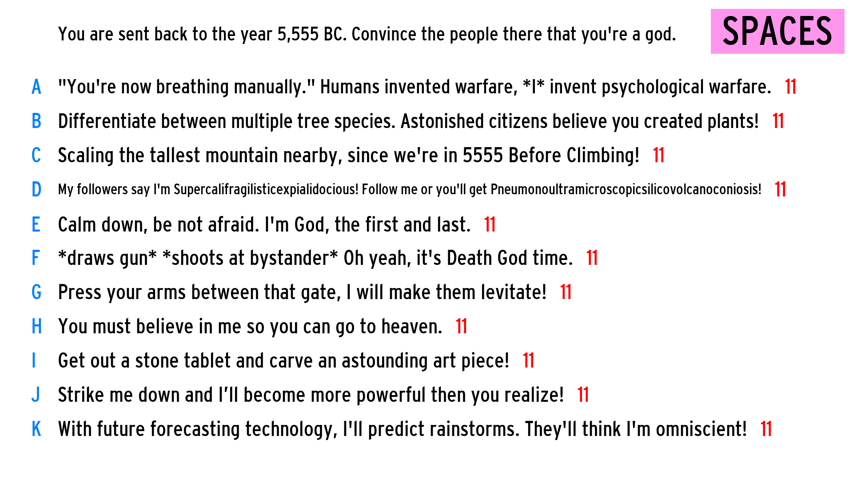 You are sent back to the year 5,555 BC. Convince the people there that you're a god. SPACES
A "You're now breathing manually." Humans invented warfare, *I* invent psychological warfare. 11
B Differentiate between multiple tree species. Astonished citizens believe you created plants! 11
C Scaling the tallest mountain nearby, since we're in 5555 Before Climbing! 11
D My followers say I'm Supercalifragilisticexpialidocious! Follow me or you'll get Pneumonoultramicroscopicsilicovolcanoconiosis! 11
E Calm down, be not afraid. I'm God, the first and last. 11
F *draws gun* *shoots at bystander* Oh yeah, it's Death God time. 11
G Press your arms between that gate, I will make them levitate! 11
H You must believe in me so you can go to heaven. 11
I Get out a stone tablet and carve an astounding art piece! 11
J Strike me down and I’ll become more powerful then you realize! 11
K With future forecasting technology, I'll predict rainstorms. They'll think I'm omniscient! 11